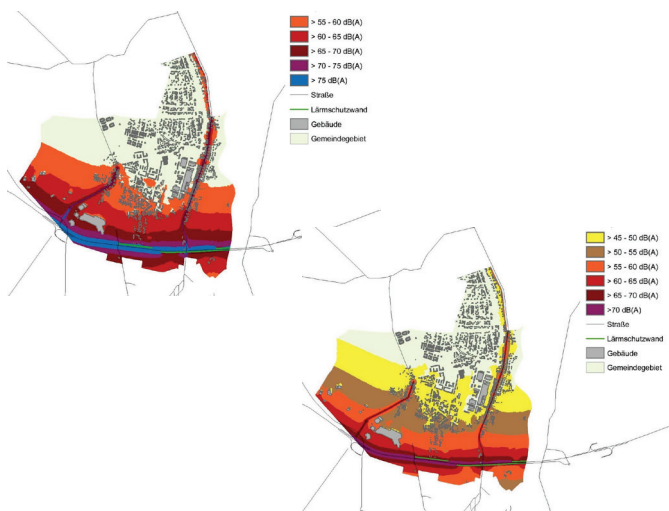 > 55 - 60 dB(A)
> 60 - 65 dB(A)
> 65 - 70 dB(A)
> 70 - 75 dB(A)
> 75 dB(A)
Straße
Lärmschutzwand
Gebäude
Gemeindegebiet
> 45 - 50 dB(A)
> 50 - 55 dB(A)
> 55 - 60 dB(A)
> 60 - 65 dB(A)
> 65 - 70 dB(A)
>70 dB(A)
Straße
Lärmschutzwand
Gebäude
Gemeindegebiet